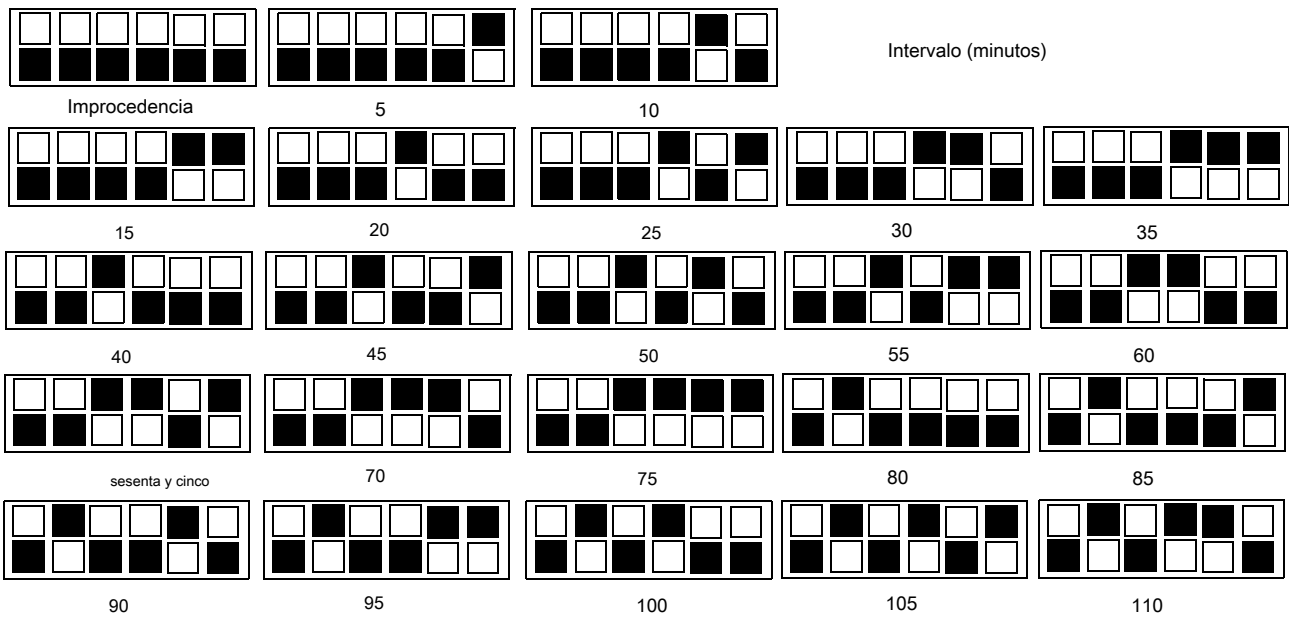 Intervalo (minutos)
Improcedencia 5 10
15 20 25 30 35
40 45 50 55 60
sesenta y cinco 70 75 80 85
90 95 100 105 110